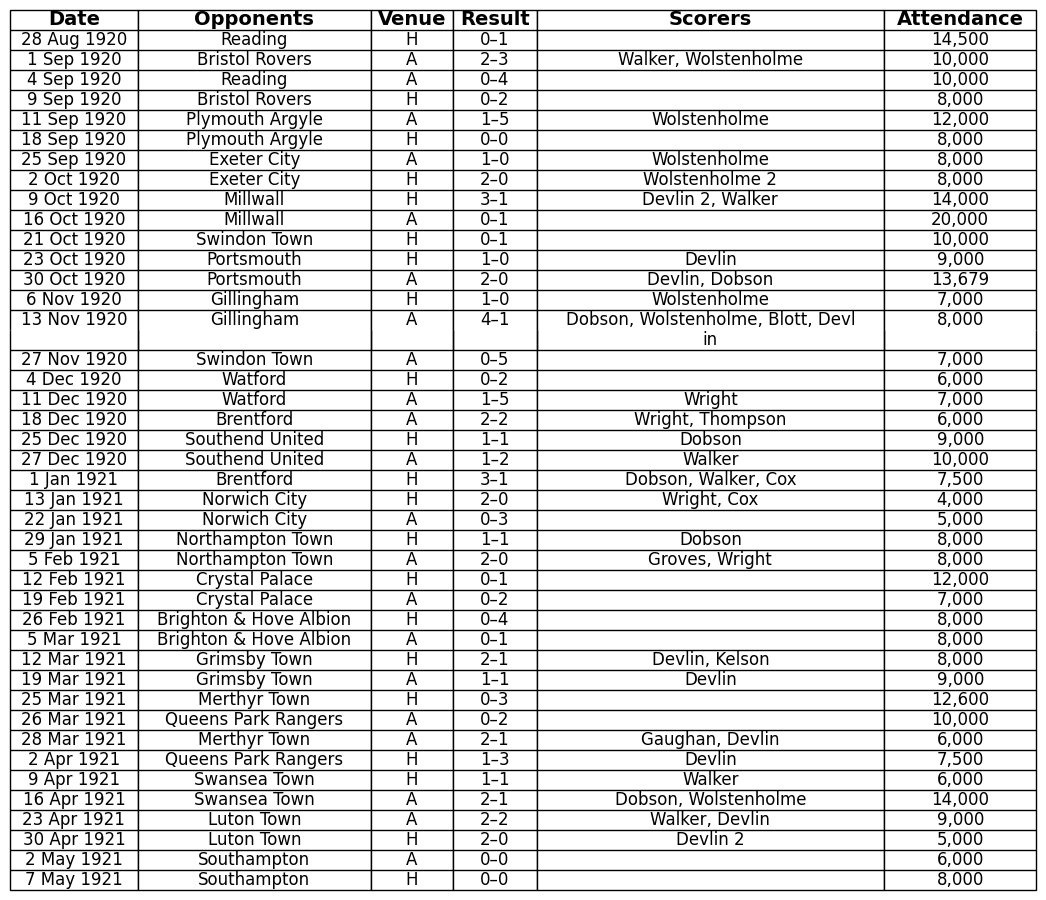 Date Opponents Venue Result Scorers Attendance
28 Aug 1920 Reading H 0–1 14,500
1 Sep 1920 Bristol Rovers A 2–3 Walker, Wolstenholme 10,000
4 Sep 1920 Reading A 0–4 10,000
9 Sep 1920 Bristol Rovers H 0–2 8,000
11 Sep 1920 Plymouth Argyle A 1–5 Wolstenholme 12,000
18 Sep 1920 Plymouth Argyle H 0–0 8,000
25 Sep 1920 Exeter City A 1–0 Wolstenholme 8,000
2 Oct 1920 Exeter City H 2–0 Wolstenholme 2 8,000
9 Oct 1920 Millwall H 3–1 Devlin 2, Walker 14,000
16 Oct 1920 Millwall A 0–1 20,000
21 Oct 1920 Swindon Town H 0–1 10,000
23 Oct 1920 Portsmouth H 1–0 Devlin 9,000
30 Oct 1920 Portsmouth A 2–0 Devlin, Dobson 13,679
6 Nov 1920 Gillingham H 1–0 Wolstenholme 7,000
13 Nov 1920 Gillingham A 4–1 Dobson, Wolstenholme, Blott, Devl 8,000
in
27 Nov 1920 Swindon Town A 0–5 7,000
4 Dec 1920 Watford H 0–2 6,000
11 Dec 1920 Watford A 1–5 Wright 7,000
18 Dec 1920 Brentford A 2–2 Wright, Thompson 6,000
25 Dec 1920 Southend United H 1–1 Dobson 9,000
27 Dec 1920 Southend United A 1–2 Walker 10,000
1 Jan 1921 Brentford H 3–1 Dobson, Walker, Cox 7,500
13 Jan 1921 Norwich City H 2–0 Wright, Cox 4,000
22 Jan 1921 Norwich City A 0–3 5,000
29 Jan 1921 Northampton Town H 1–1 Dobson 8,000
5 Feb 1921 Northampton Town A 2–0 Groves, Wright 8,000
12 Feb 1921 Crystal Palace H 0–1 12,000
19 Feb 1921 Crystal Palace A 0–2 7,000
26 Feb 1921 Brighton & Hove Albion H 0–4 8,000
5 Mar 1921 Brighton & Hove Albion A 0–1 8,000
12 Mar 1921 Grimsby Town H 2–1 Devlin, Kelson 8,000
19 Mar 1921 Grimsby Town A 1–1 Devlin 9,000
25 Mar 1921 Merthyr Town H 0–3 12,600
26 Mar 1921 Queens Park Rangers A 0–2 10,000
28 Mar 1921 Merthyr Town A 2–1 Gaughan, Devlin 6,000
2 Apr 1921 Queens Park Rangers H 1–3 Devlin 7,500
9 Apr 1921 Swansea Town H 1–1 Walker 6,000
16 Apr 1921 Swansea Town A 2–1 Dobson, Wolstenholme 14,000
23 Apr 1921 Luton Town A 2–2 Walker, Devlin 9,000
30 Apr 1921 Luton Town H 2–0 Devlin 2 5,000
2 May 1921 Southampton A 0–0 6,000
7 May 1921 Southampton H 0–0 8,000